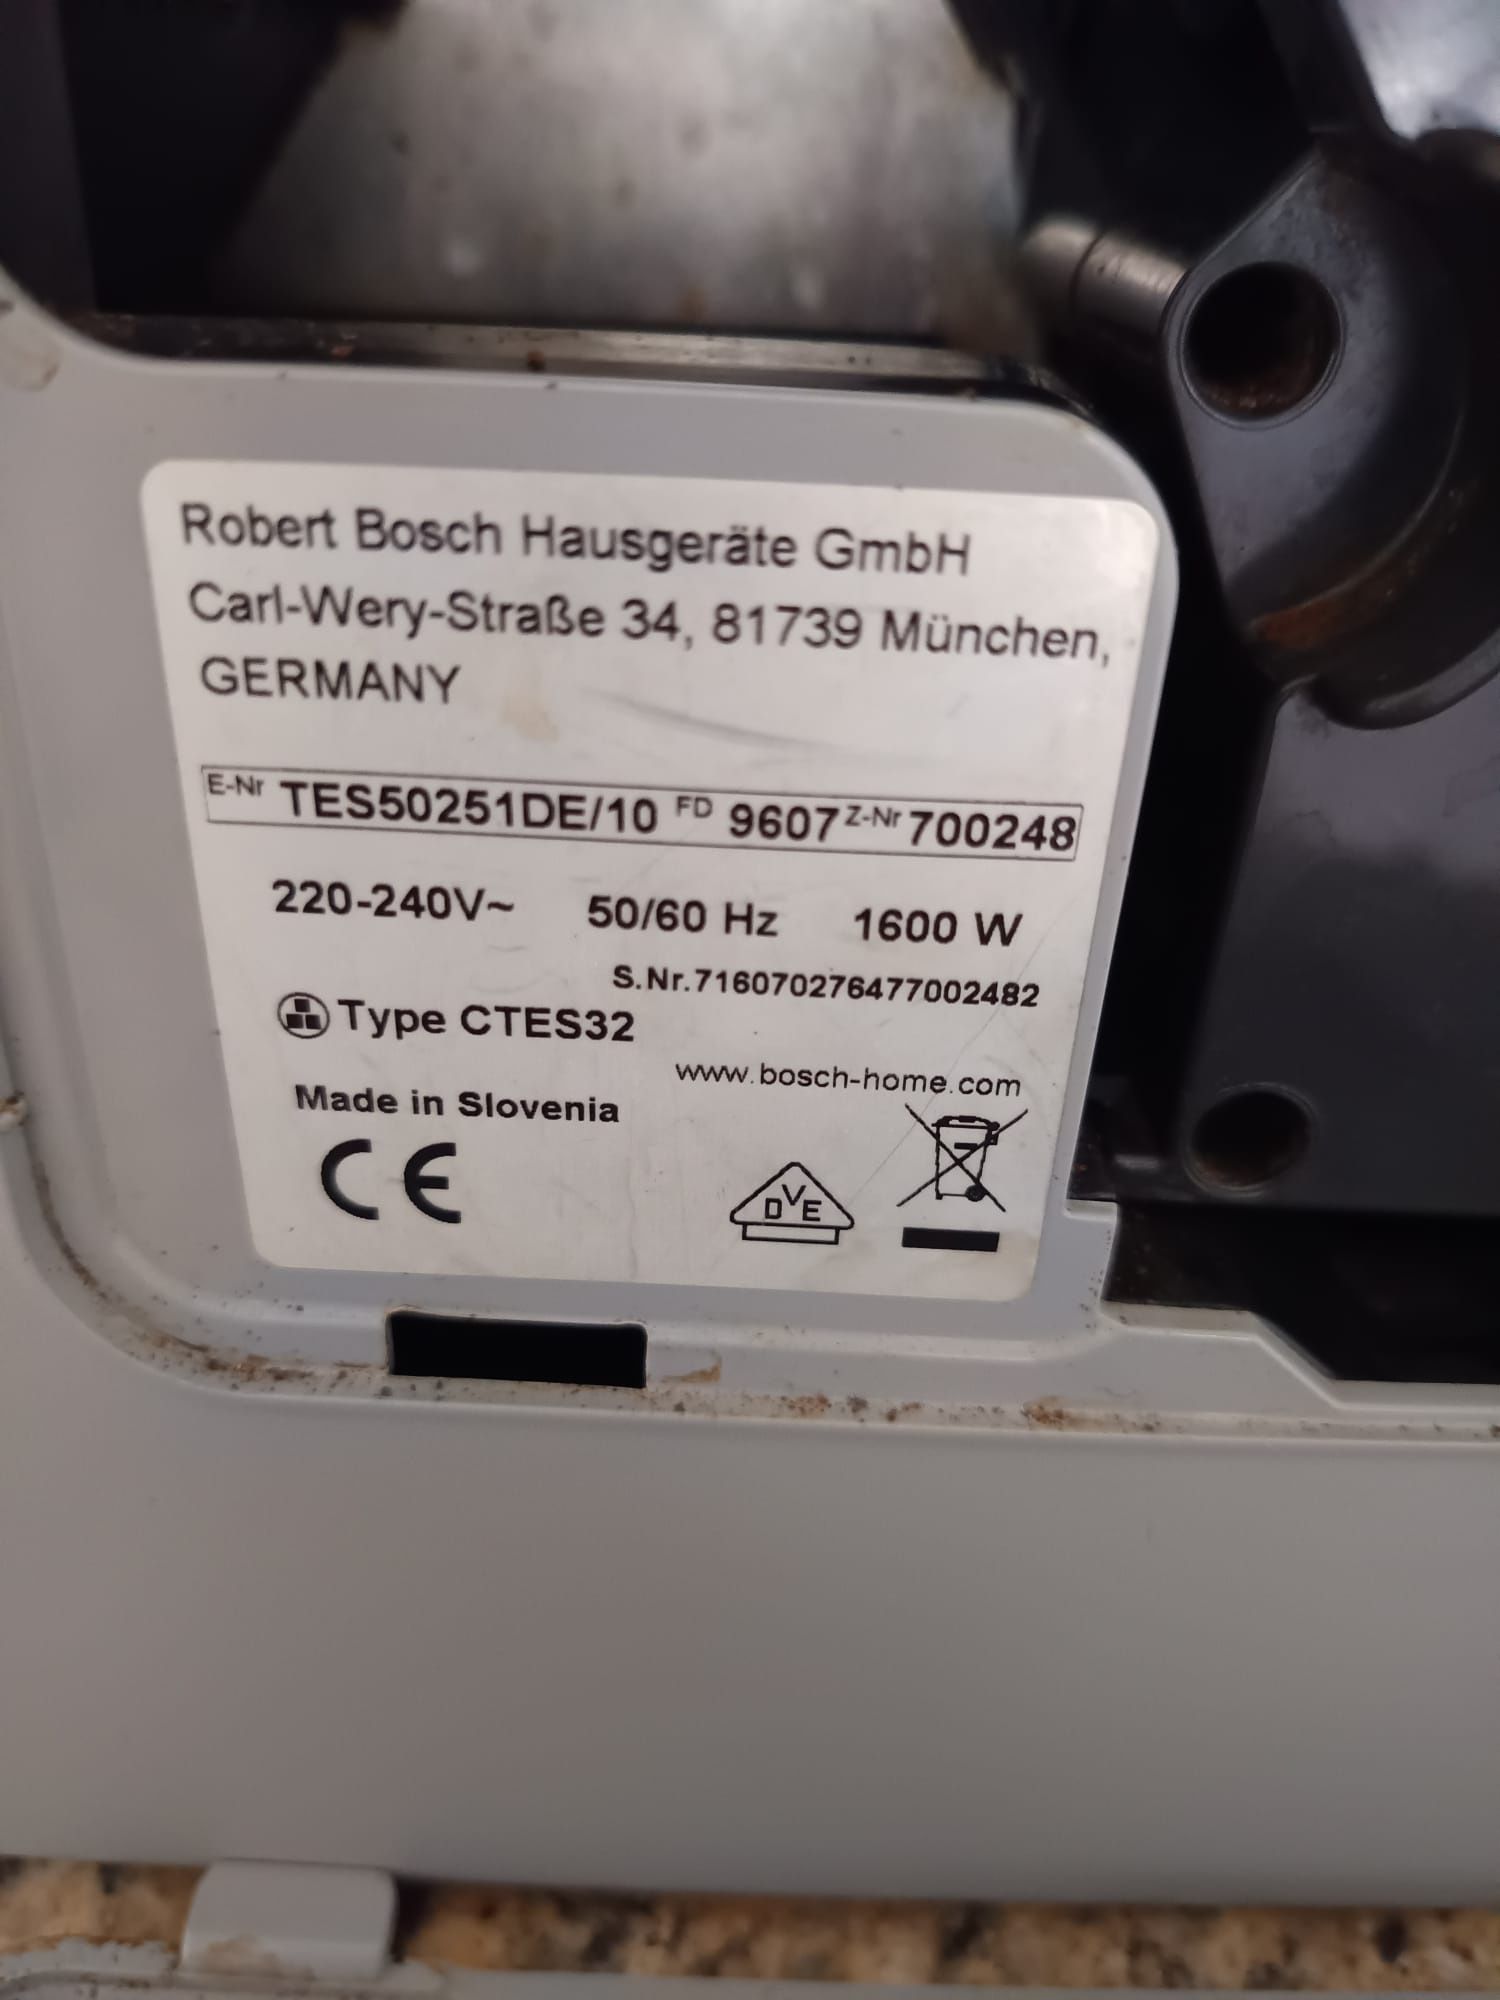 Robert Bosch Hausgeräte GmbH
Carl-Wery-Straße 34, 81739 München,
GERMANY
E-Nr TES50251DE/10 FD 9607 Z-Nr 700248
220-240V~ 50/60 Hz 1600 W
S.Nr.716070276477002482
Type CTES32
www.bosch-home.com
Made in Slovenia
CE
DVE